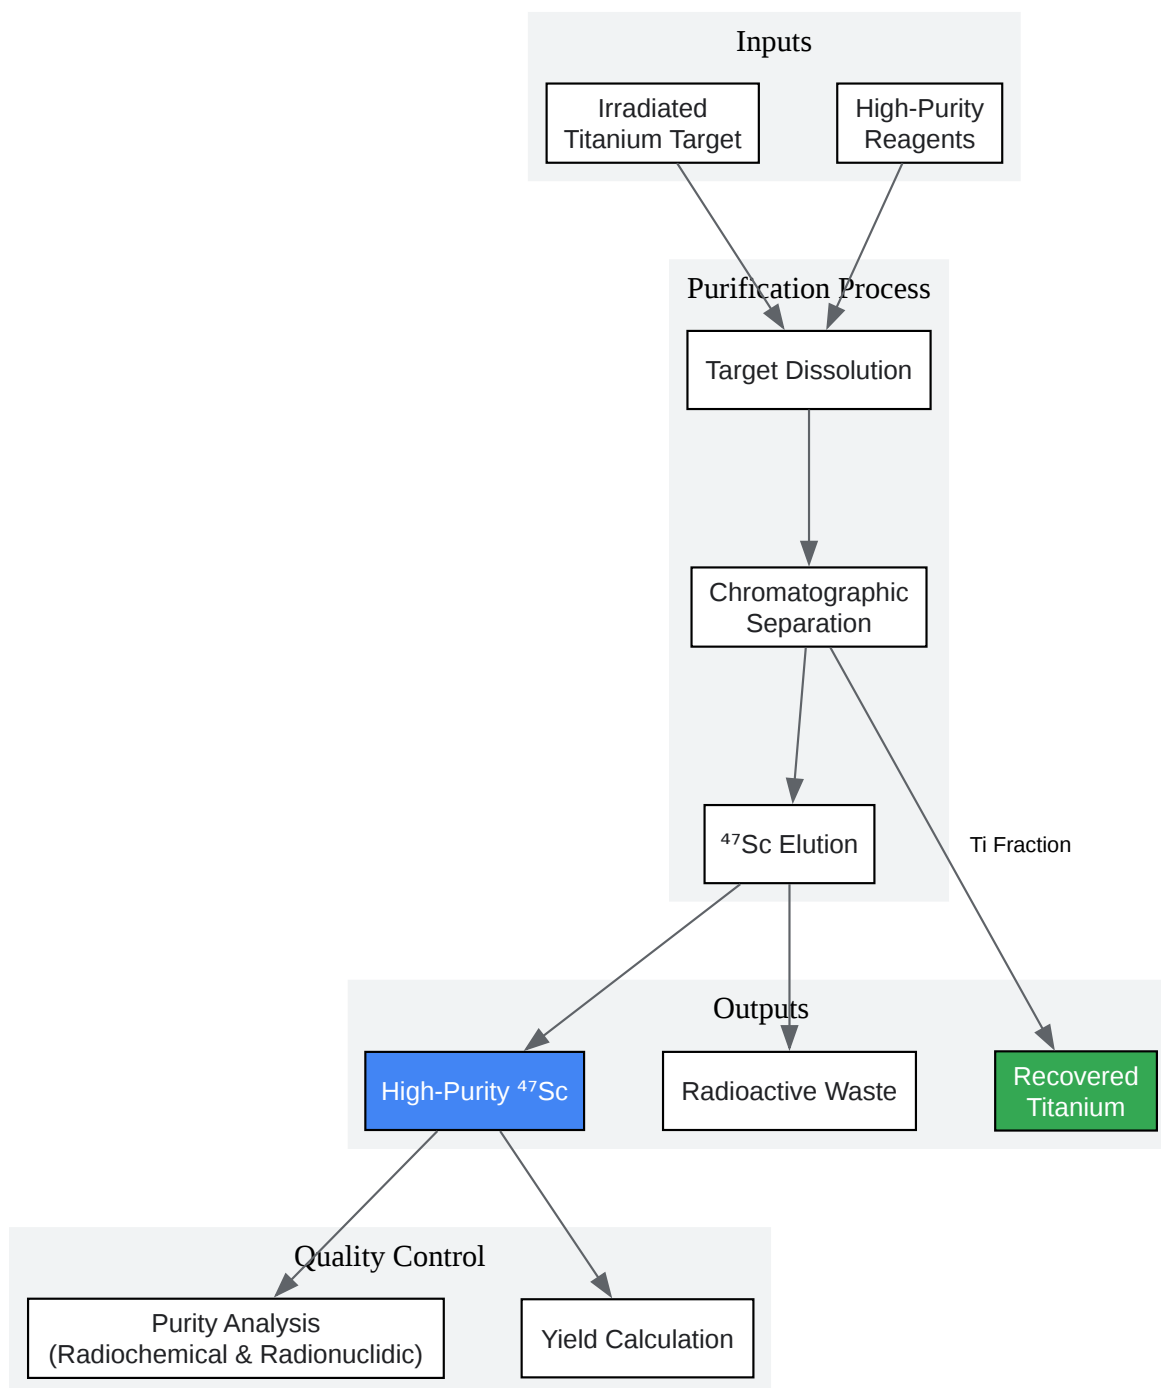 Inputs
Irradiated
Titanium Target
High-Purity
Reagents
Purification Process
Target Dissolution
Chromatographic
Separation
⁴⁷Sc Elution
Ti Fraction
Outputs
High-Purity ⁴⁷Sc
Radioactive Waste
Recovered
Titanium
Quality Control
Purity Analysis
(Radiochemical & Radionuclidic)
Yield Calculation